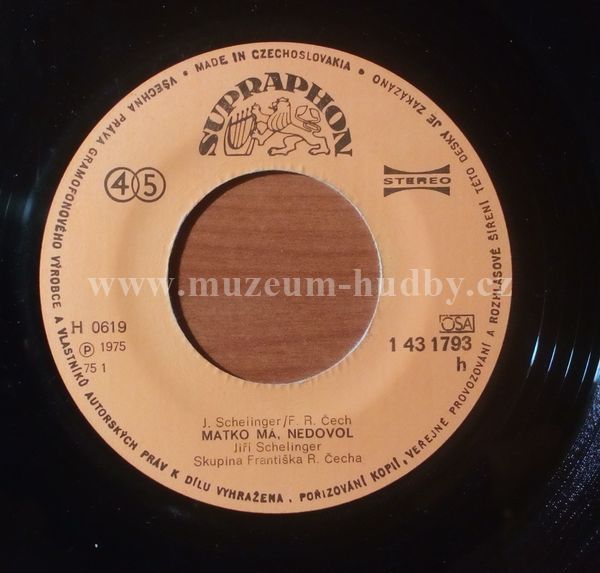 • MADE IN CZECHOSLOVAKIA •
VŠECHNA PRÁVA GRAMOFONOVÉHO VÝROBCE A VLASTNÍKŮ AUTORSKÝCH PRÁV K DÍLU VYHRAŽENA. POŘIZOVÁNÍ KOPIÍ, VEŘEJNÉ PROVOZOVÁNÍ A ROZHLASOVÉ ŠÍŘENÍ TÉTO DESKY JE ZAKÁZÁNO
SUPRAPHON
45
STEREO
www.muzeum-hudby.cz
H 0619
Ⓟ 1975
75 1
OSA
1 43 1793
h
J. Schelinger/F. R. Čech
MATKO MÁ, NEDOVOL
Jiří Schelinger
Skupina Františka R. Čecha